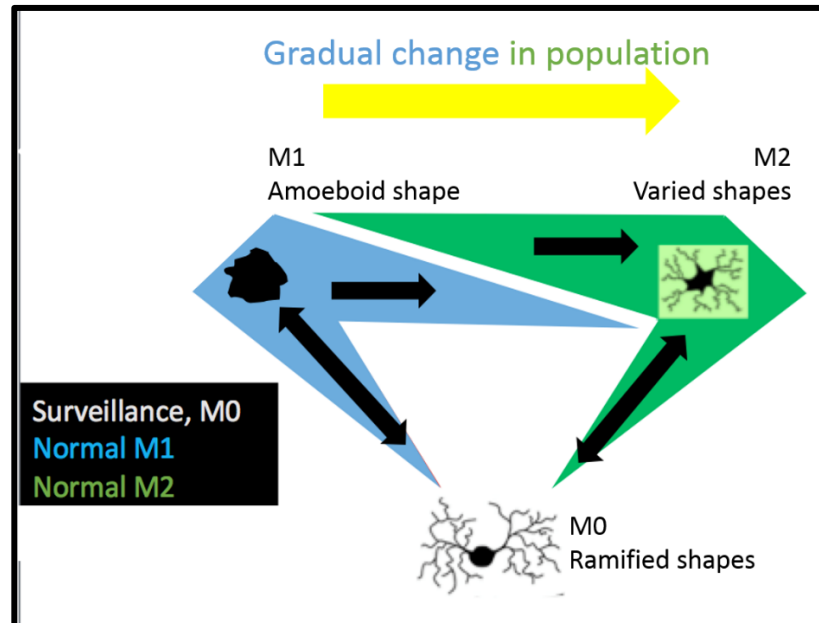 Gradual change in population
M1
Amoeboid shape
M2
Varied shapes
Surveillance, M0
Normal M1
Normal M2
M0
Ramified shapes